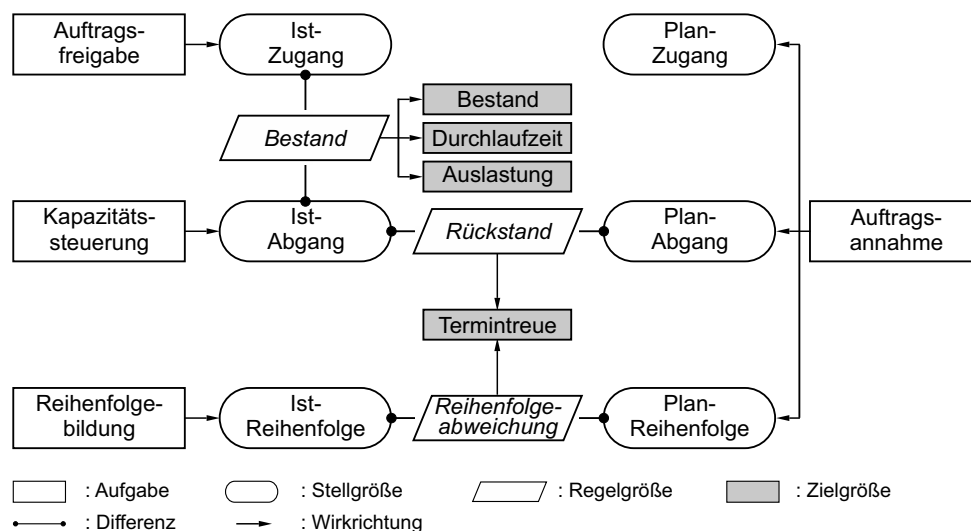 Auftrags-
freigabe
Ist-
Zugang
Plan-
Zugang
Bestand
Bestand
Durchlaufzeit
Auslastung
Kapazitäts-
steuerung
Ist-
Abgang
Rückstand
Plan-
Abgang
Auftrags-
annahme
Termintreue
Reihenfolge-
bildung
Ist-
Reihenfolge
Reihenfolge-
abweichung
Plan-
Reihenfolge
: Aufgabe
: Stellgröße
: Regelgröße
: Zielgröße
: Differenz
: Wirkrichtung